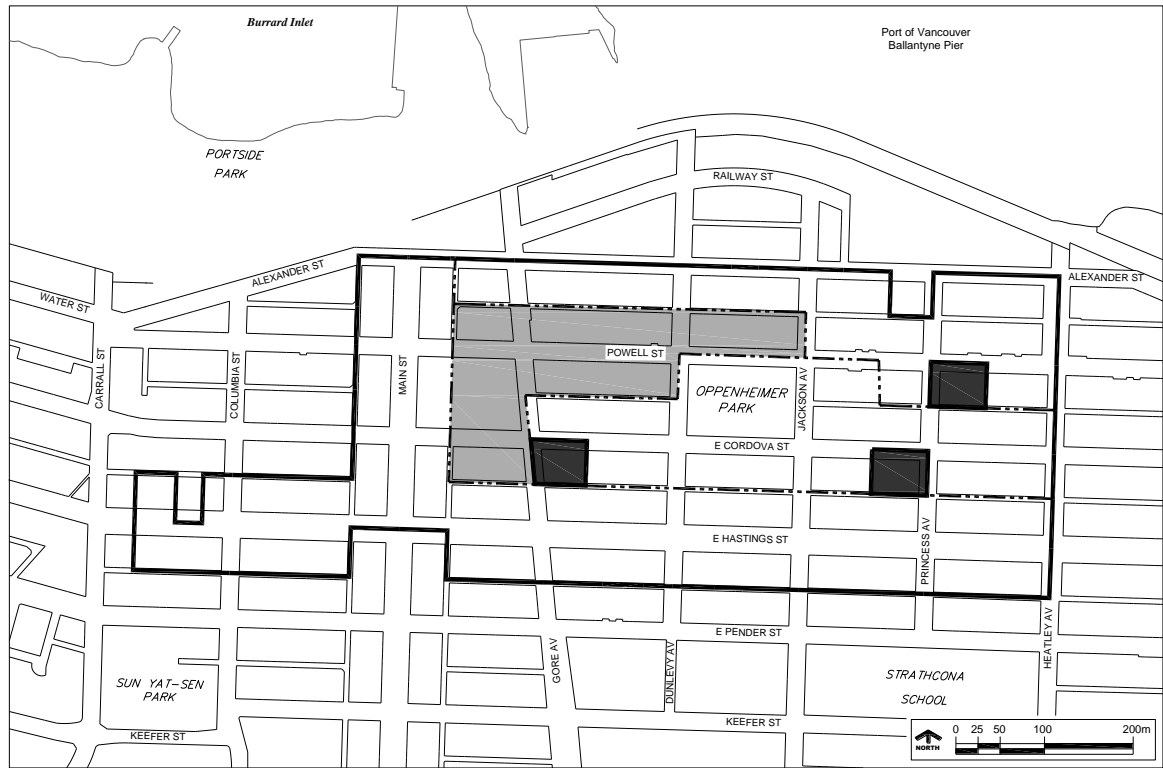 Burrard Inlet
Port of Vancouver
Ballantyne Pier
PORTSIDE
PARK
RAILWAY ST
ALEXANDER ST
ALEXANDER ST
WATER ST
POWELL ST
CARRALL ST
COLUMBIA ST
MAIN ST
OPPENHEIMER
PARK
JACKSON AV
E CORDOVA ST
E HASTINGS ST
PRINCESS AV
E PENDER ST
GORE AV
DUNLEVY AV
HEATLEY AV
SUN YAT-SEN
PARK
STRATHCONA
SCHOOL
KEEFER ST
KEEFER ST
NORTH
0 25 50 100 200m